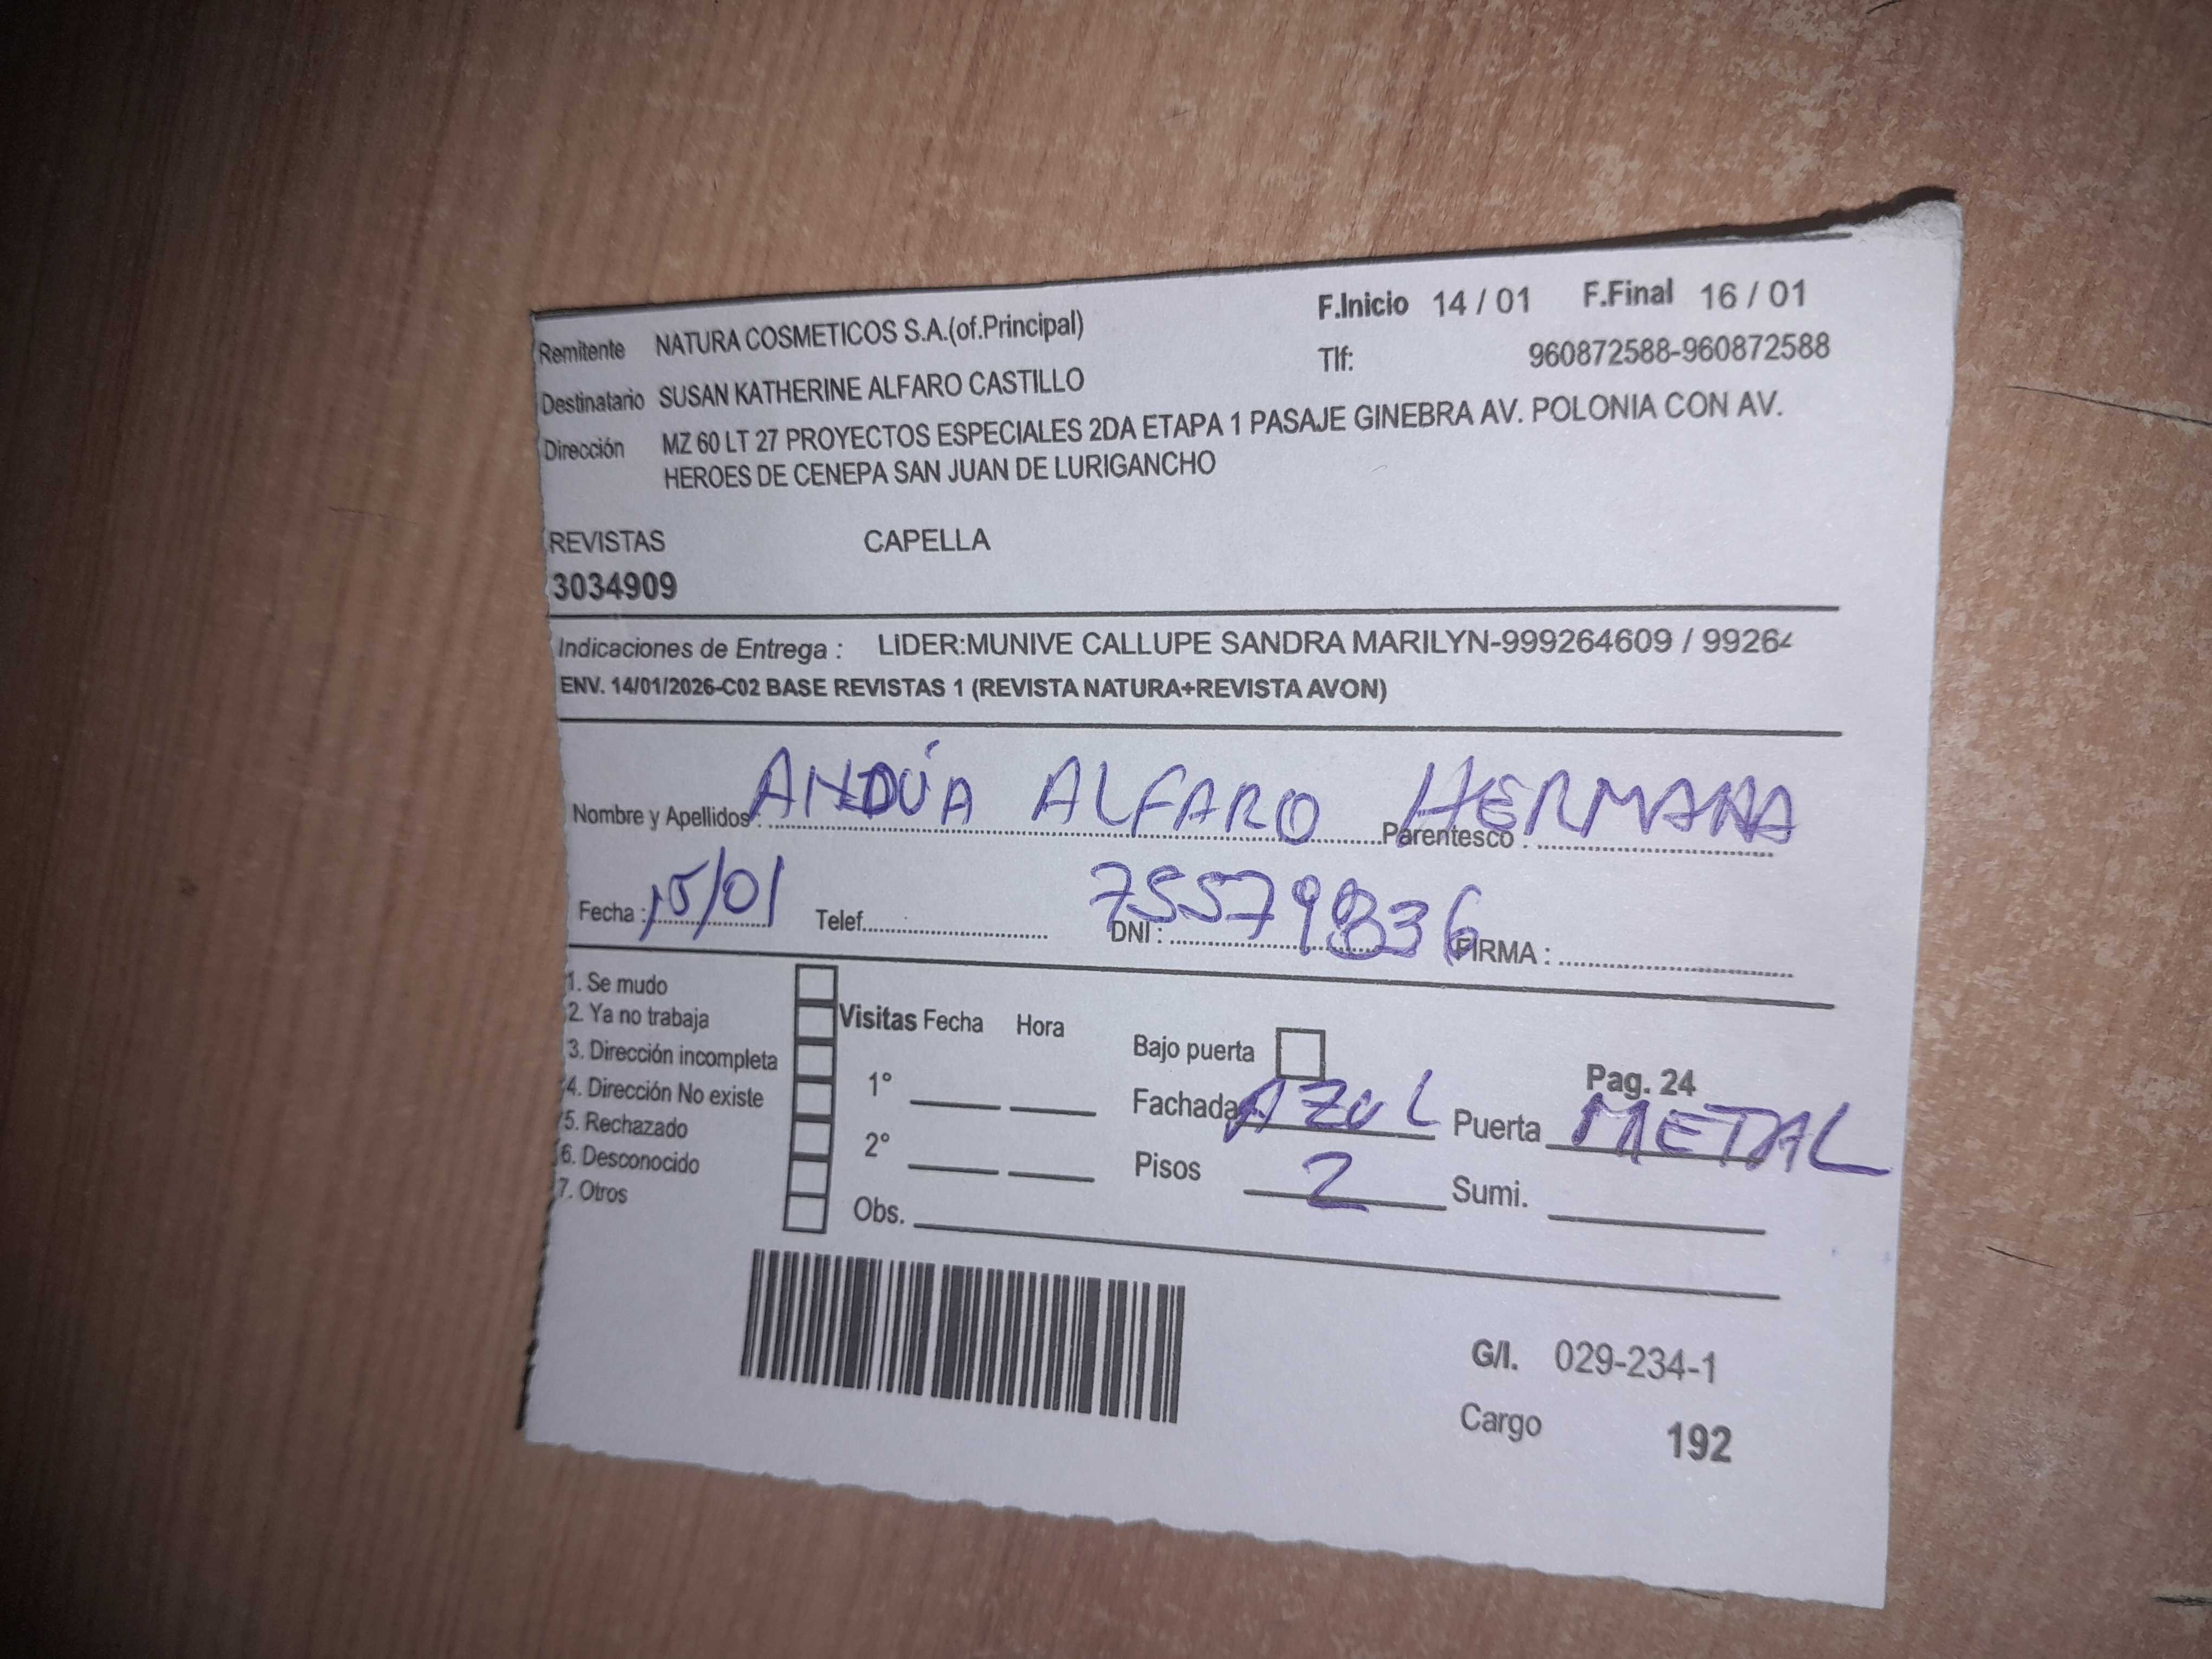 Remitente NATURA COSMETICOS S.A.(of.Principal) F.Inicio 14 / 01 F.Final 16 / 01
Destinatario SUSAN KATHERINE ALFARO CASTILLO Tlf: 960872588-960872588
Dirección MZ 60 LT 27 PROYECTOS ESPECIALES 2DA ETAPA 1 PASAJE GINEBRA AV. POLONIA CON AV.
HEROES DE CENEPA SAN JUAN DE LURIGANCHO
REVISTAS CAPELLA
3034909
Indicaciones de Entrega : LIDER:MUNIVE CALLUPE SANDRA MARILYN-999264609 / 99264
ENV. 14/01/2026-C02 BASE REVISTAS 1 (REVISTA NATURA+REVISTA AVON)
Nombre y Apellidos : ALFARO Parentesco : HERMANA
Fecha : 15/01 Telef. DNI : 75579836 FIRMA :
1. Se mudo
2. Ya no trabaja
3. Dirección incompleta
4. Dirección No existe
5. Rechazado
6. Desconocido
7. Otros
Visitas Fecha Hora
1°
2°
Obs.
Bajo puerta
Pag. 24
Fachada AZUL Puerta METAL
Pisos 2 Sumi.
G/I. 029-234-1
Cargo 192